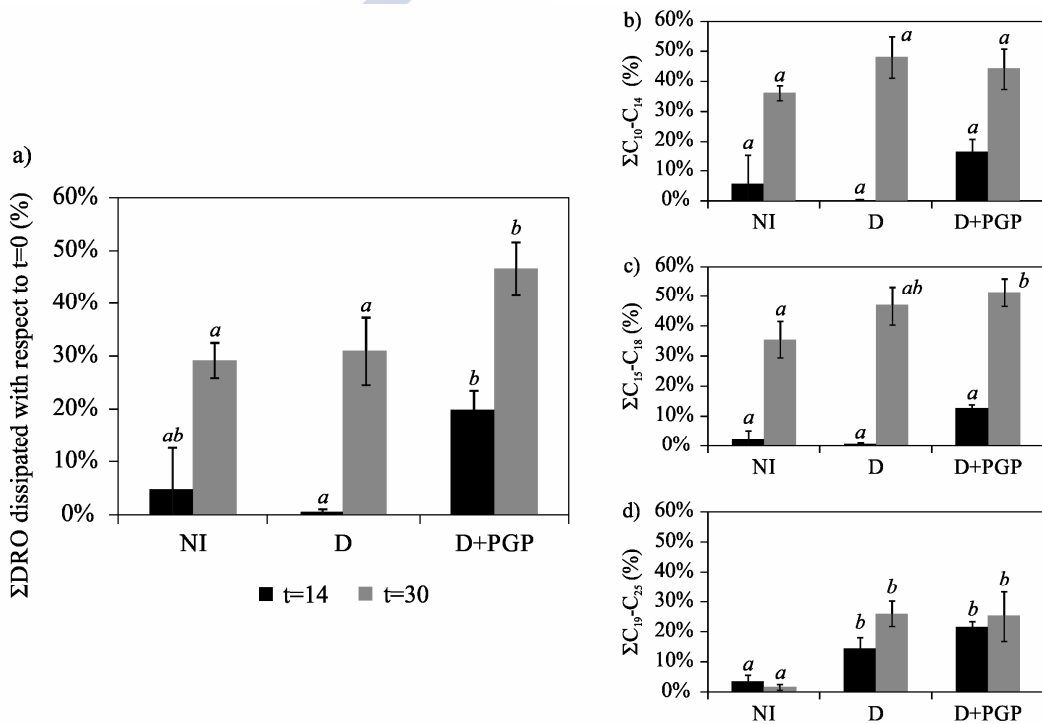 a)
ΣDRO dissipated with respect to t=0 (%)
60%
50%
40%
30%
20%
10%
0%
ab
a
a
a
b
b
NI
D
D+PGP
t=14
t=30
b)
ΣC10-C14 (%)
60%
50%
40%
30%
20%
10%
0%
a
a
a
a
a
a
NI
D
D+PGP
c)
ΣC15-C18 (%)
60%
50%
40%
30%
20%
10%
0%
a
a
a
ab
a
b
NI
D
D+PGP
d)
ΣC19-C25 (%)
60%
50%
40%
30%
20%
10%
0%
a
a
b
b
b
b
NI
D
D+PGP